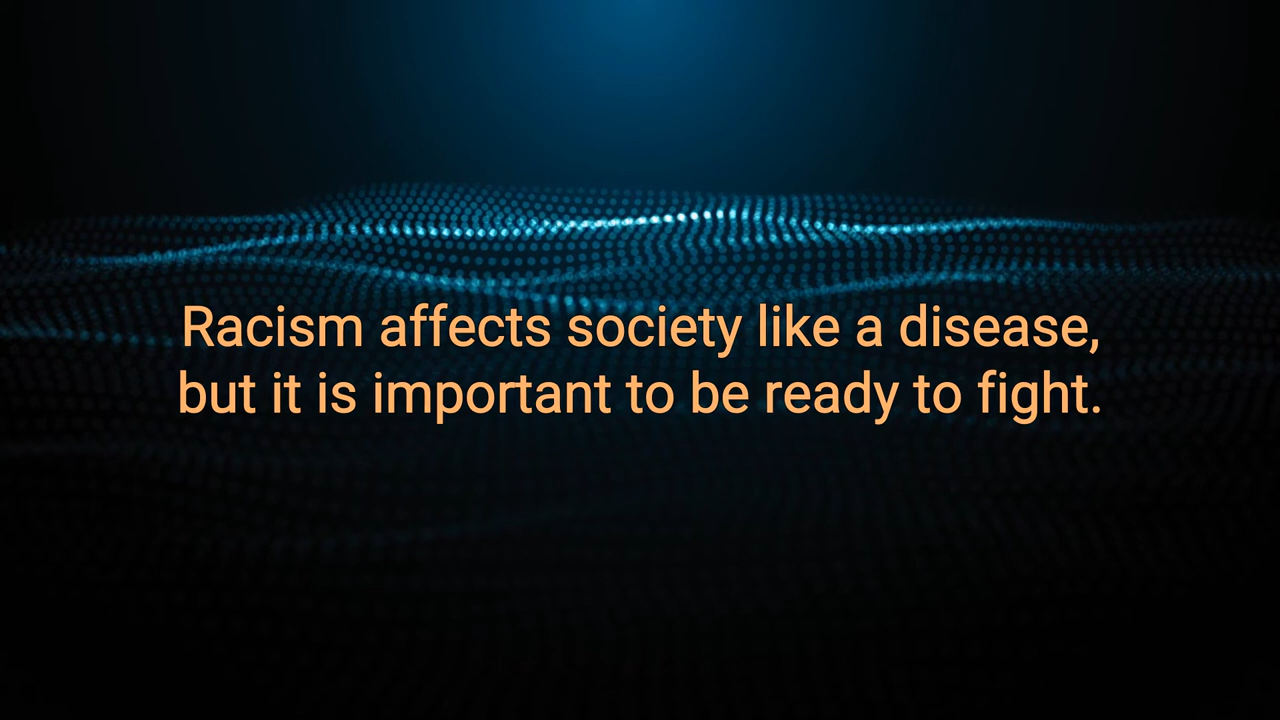 Racism affects society like a disease,
but it is important to be ready to fight.